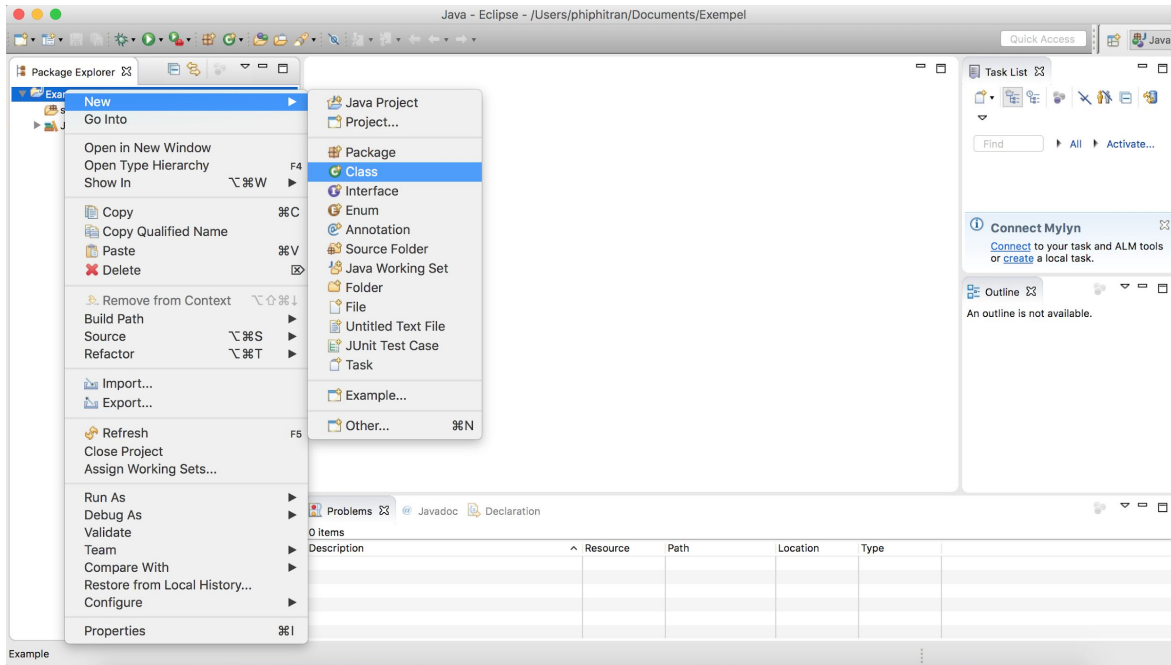 Java - Eclipse - /Users/phiphitran/Documents/Exempel
Quick Access
Java
Package Explorer
Exam
s
J
New
Go Into
Open in New Window
Open Type Hierarchy F4
Show In ⌥⌘W
Copy ⌘C
Copy Qualified Name
Paste ⌘V
Delete ⌦
Remove from Context ⌥⇧⌘↓
Build Path
Source ⌥⌘S
Refactor ⌥⌘T
Import...
Export...
Refresh F5
Close Project
Assign Working Sets...
Run As
Debug As
Validate
Team
Compare With
Restore from Local History...
Configure
Properties ⌘I
Java Project
Project...
Package
Class
Interface
Enum
Annotation
Source Folder
Java Working Set
Folder
File
Untitled Text File
JUnit Test Case
Task
Example...
Other... ⌘N
Task List
Find All Activate...
Connect Mylyn
Connect to your task and ALM tools
or create a local task.
Outline
An outline is not available.
Problems Javadoc Declaration
0 items
Description Resource Path Location Type
Example